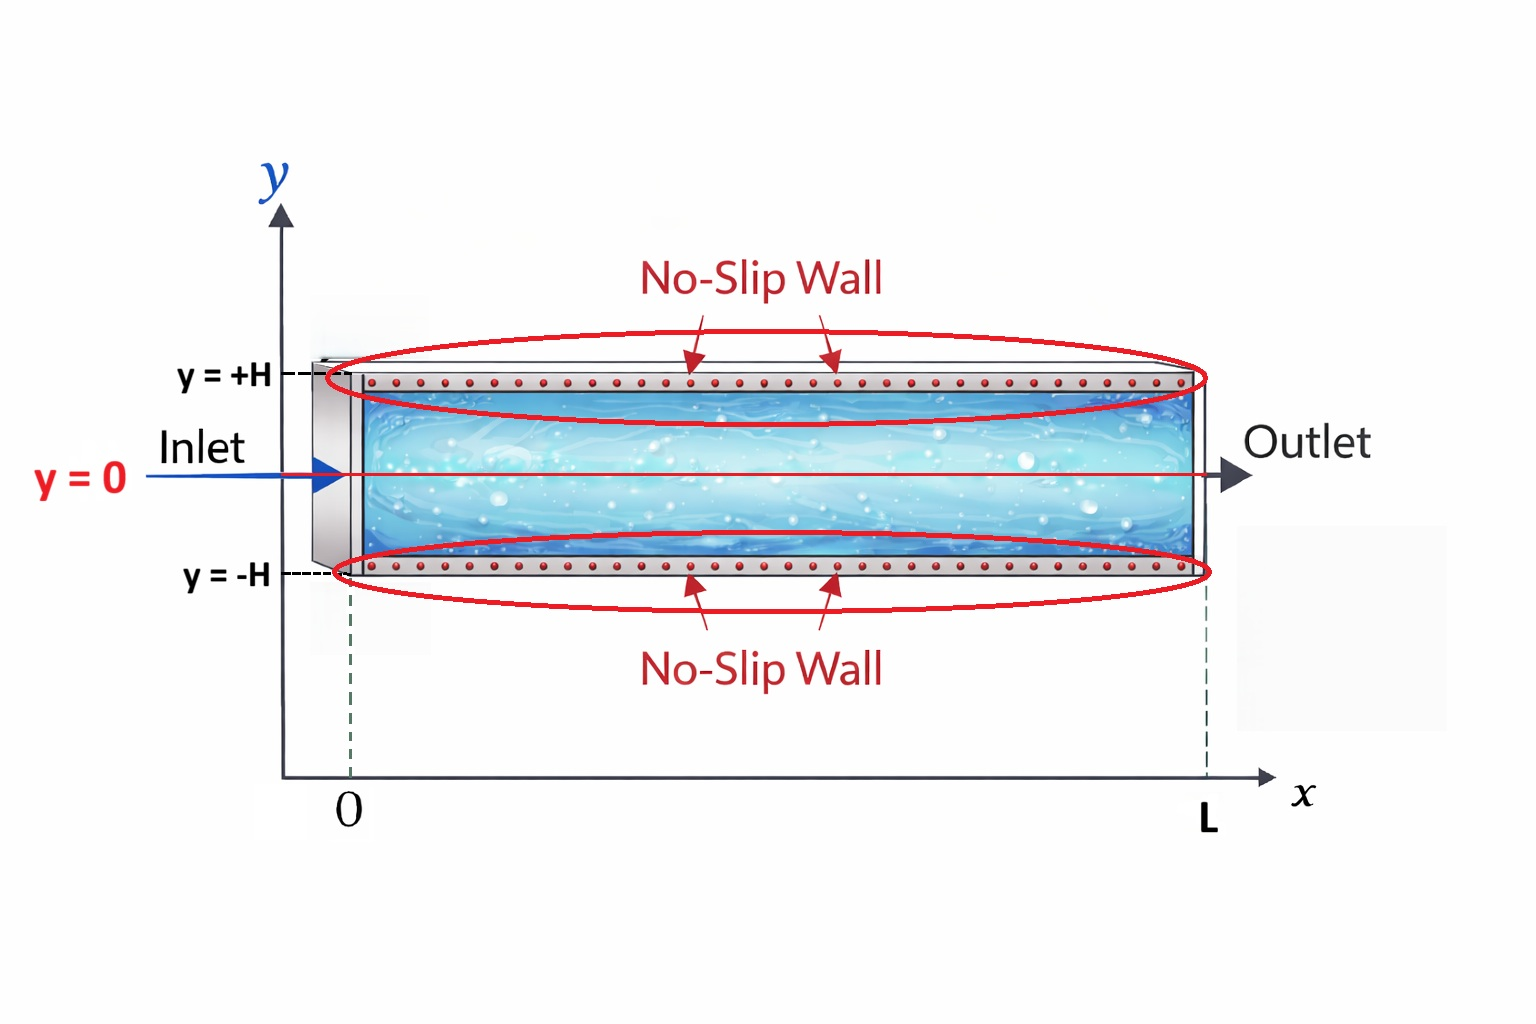 y
No-Slip Wall
y = +H
Inlet
Outlet
y = 0
y = -H
No-Slip Wall
0
L
x